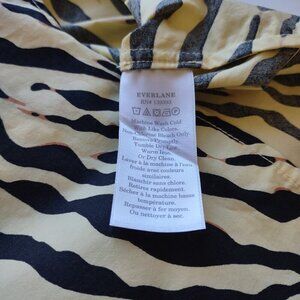 EVERLANE
RN# 139393
Machine Wash Cold
With Like Colors.
Non-Chlorine Bleach Only
Remove Promptly.
Tumble Dry Low.
Warm Iron.
Or Dry Clean.
Laver à la machine à l'eau
froide avec couleurs
similaires.
Blanchir sans chlore.
Retirez rapidement.
Sécher à la machine basse
température.
Repasser à fer moyen.
Ou nettoyer à sec.